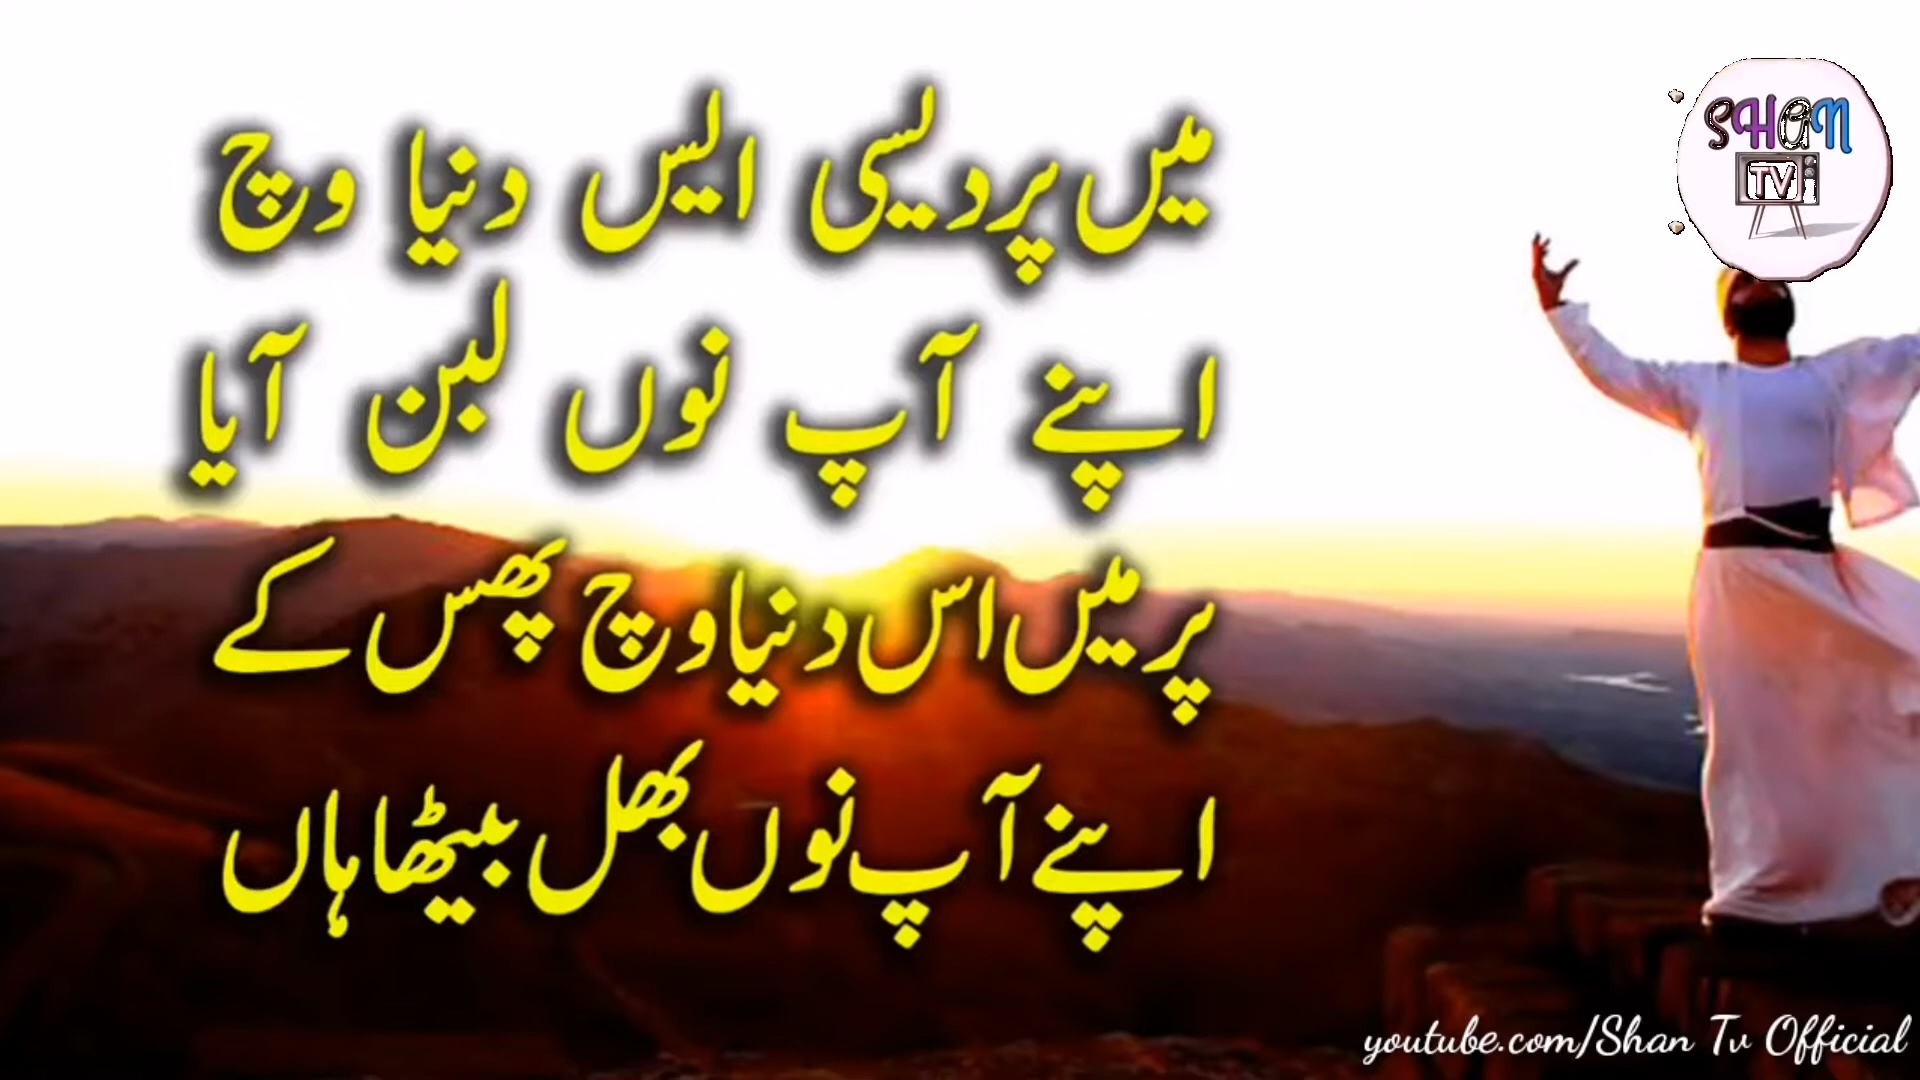 SHAN
TV
میں پردیسی ایس دنیا وچ
اپنے آپ نوں لبن آیا
پر میں اس دنیا وچ پھس کے
اپنے آپ نوں بھل بیٹھا ہاں
youtube.com/Shan Tv Official